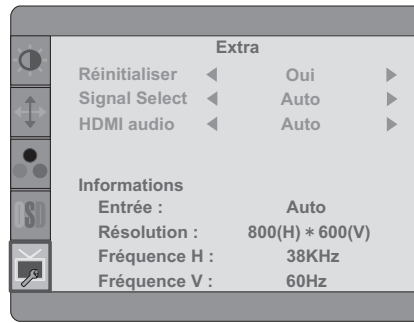 Extra
Réinitialiser Oui
Signal Select Auto
HDMI audio Auto
Informations
Entrée : Auto
Résolution : 800(H) * 600(V)
Fréquence H : 38KHz
OSD
Fréquence V : 60Hz